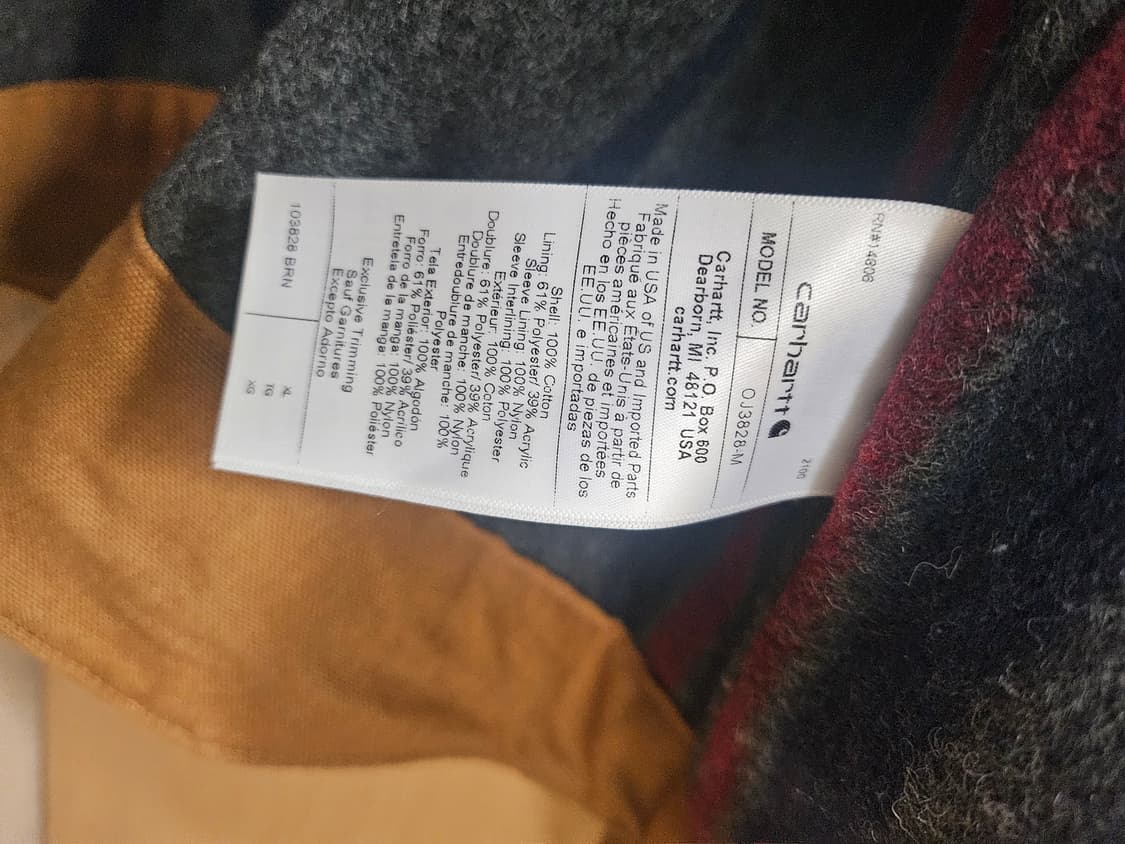 RN#14806
carhartt
2100
MODEL NO. OJ3828-M
Carhartt, Inc. P.O. Box 600
Dearborn, MI 48121 USA
carhartt.com
Made in USA of US and Imported Parts
Fabriqué aux États-Unis à partir de
pièces américaines et importées
Hecho en los EE.UU. de piezas de los
EE.UU. e importadas
Shell: 100% Cotton
Lining: 61% Polyester/ 39% Acrylic
Sleeve Lining: 100% Nylon
Sleeve Interlining: 100% Polyester
Extérieur: 100% Coton
Doublure: 61% Polyester/ 39% Acrylique
Doublure de manche: 100% Nylon
Entredoublure de manche: 100%
Polyester
Tela Exterior: 100% Algodón
Forro: 61% Poliéster/ 39% Acrílico
Forro de la manga: 100% Nylon
Entretela de la manga: 100% Poliéster
Exclusive Trimming
Sauf Garnitures
Excepto Adorno
103828 BRN
XL
TG
XG